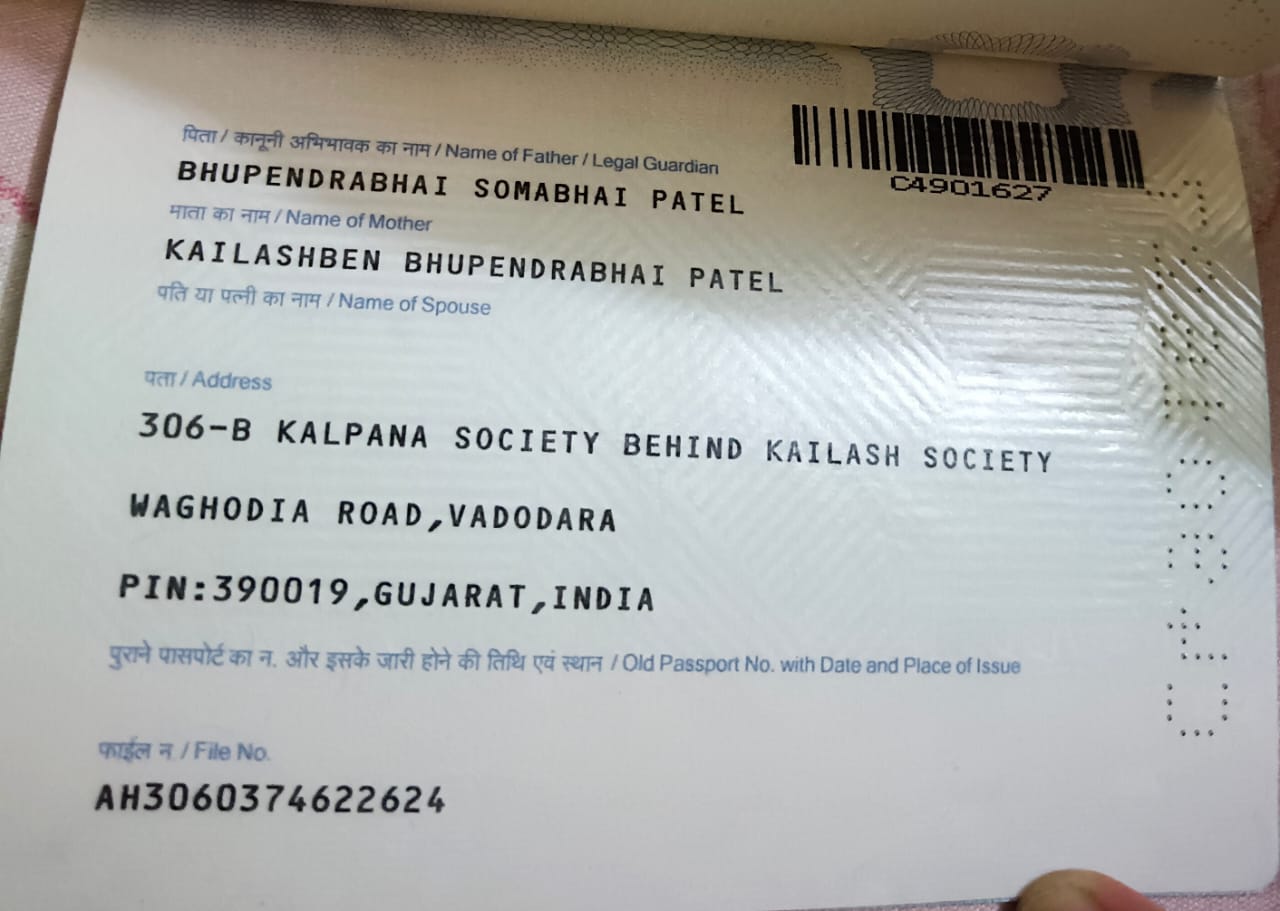 पिता / कानूनी अभिभावक का नाम / Name of Father / Legal Guardian
BHUPENDRABHAI SOMABHAI PATEL
C4901627
माता का नाम / Name of Mother
KAILASHBEN BHUPENDRABHAI PATEL
पति या पत्नी का नाम / Name of Spouse
पता / Address
306-B KALPANA SOCIETY BEHIND KAILASH SOCIETY
WAGHODIA ROAD,VADODARA
PIN:390019,GUJARAT,INDIA
पुराने पासपोर्ट का न. और इसके जारी होने की तिथि एवं स्थान / Old Passport No. with Date and Place of Issue
फाईल न / File No.
AH3060374622624